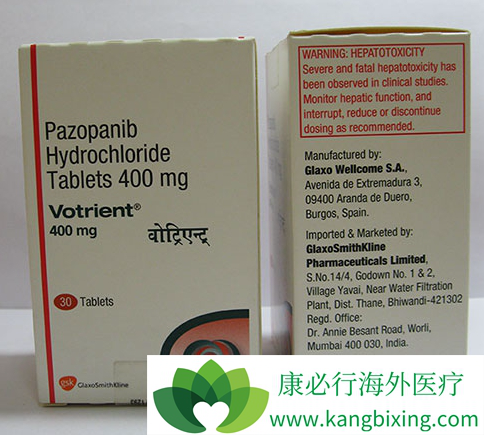 Pazopanib
Hydrochloride
Tablets 400 mg
Votrient®
400 mg
वोट्रिएन्ट्
30 Tablets
gsk GlaxoSmithKline
WARNING: HEPATOTOXICITY
Severe and fatal hepatotoxicity has
been observed in clinical studies.
Monitor hepatic function, and
interrupt, reduce or discontinue
dosing as recommended.
Manufactured by:
Glaxo Wellcome S.A.,
Avenida de Extremadura 3,
09400 Aranda de Duero,
Burgos, Spain.
Imported & Marketed by:
GlaxoSmithKline
Pharmaceuticals Limited,
S.No.14/4, Godown No. 1 & 2,
Village Yavai, Near Water Filtration
Plant, Dist. Thane, Bhiwandi-421302
Regd. Office:
Dr. Annie Besant Road, Worli,
Mumbai 400 030, India.
康必行海外医疗
www.kangbixing.com